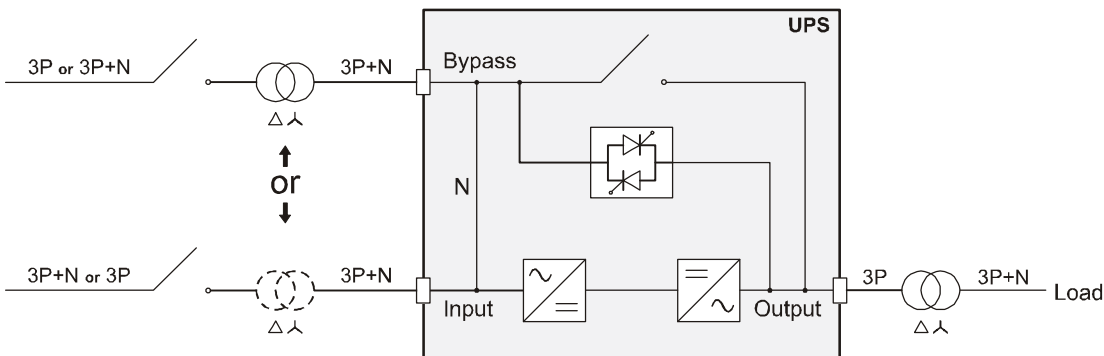 UPS
3P or 3P+N
3P+N
Bypass
or
N
3P+N or 3P
3P+N
Input
Output
3P
3P+N
Load